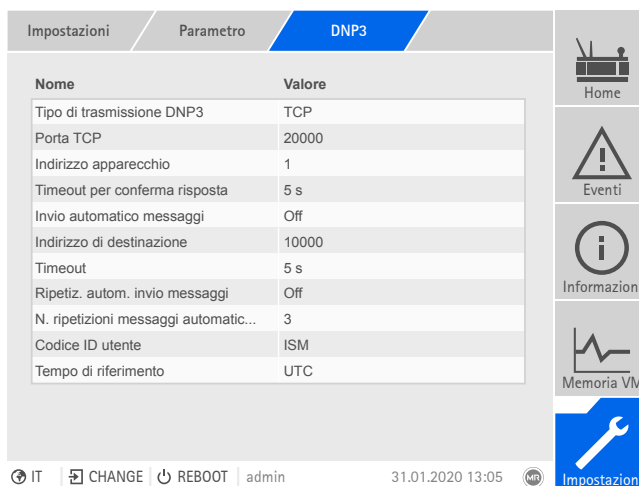 Impostazioni Parametro DNP3
Nome Valore
Tipo di trasmissione DNP3 TCP
Porta TCP 20000
Indirizzo apparecchio 1
Timeout per conferma risposta 5 s
Invio automatico messaggi Off
Indirizzo di destinazione 10000
Timeout 5 s
Ripetiz. autom. invio messaggi Off
N. ripetizioni messaggi automatic... 3
Codice ID utente ISM
Tempo di riferimento UTC
Home
Eventi
Informazion
Memoria VM
Impostazion
IT CHANGE REBOOT admin 31.01.2020 13:05 MR